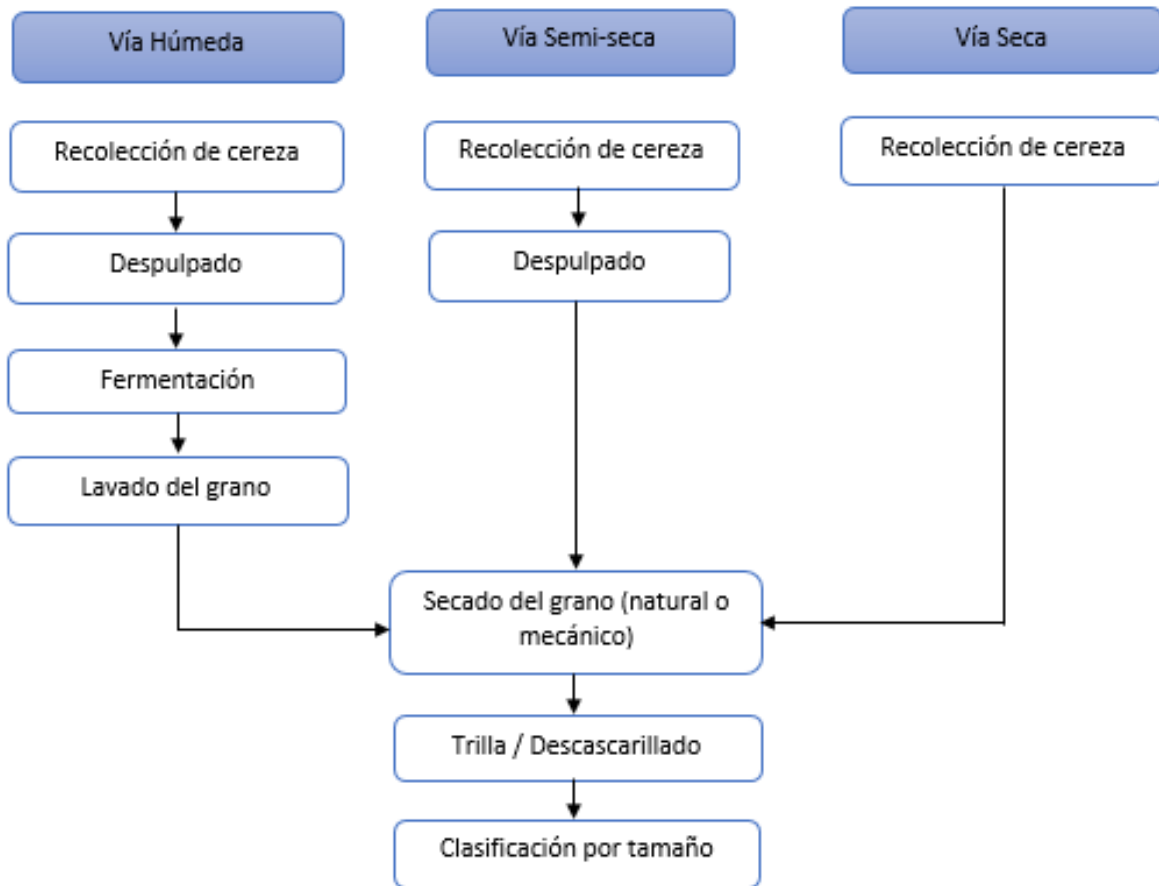 Vía Húmeda
Vía Semi-seca
Vía Seca
Recolección de cereza
Recolección de cereza
Recolección de cereza
Despulpado
Despulpado
Fermentación
Lavado del grano
Secado del grano (natural o
mecánico)
Trilla / Descascarillado
Clasificación por tamaño